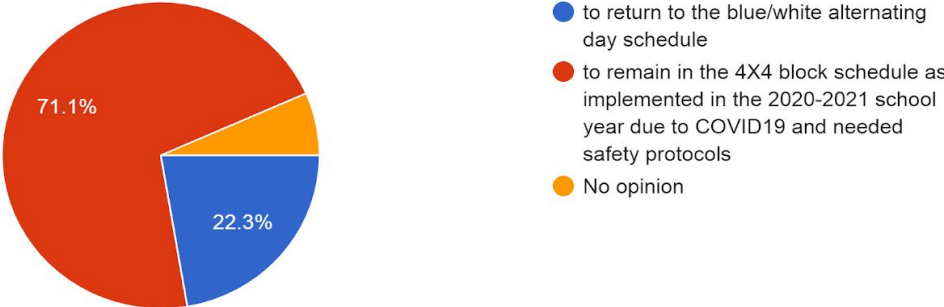 71.1%
22.3%
to return to the blue/white alternating
day schedule
to remain in the 4X4 block schedule as
implemented in the 2020-2021 school
year due to COVID19 and needed
safety protocols
No opinion